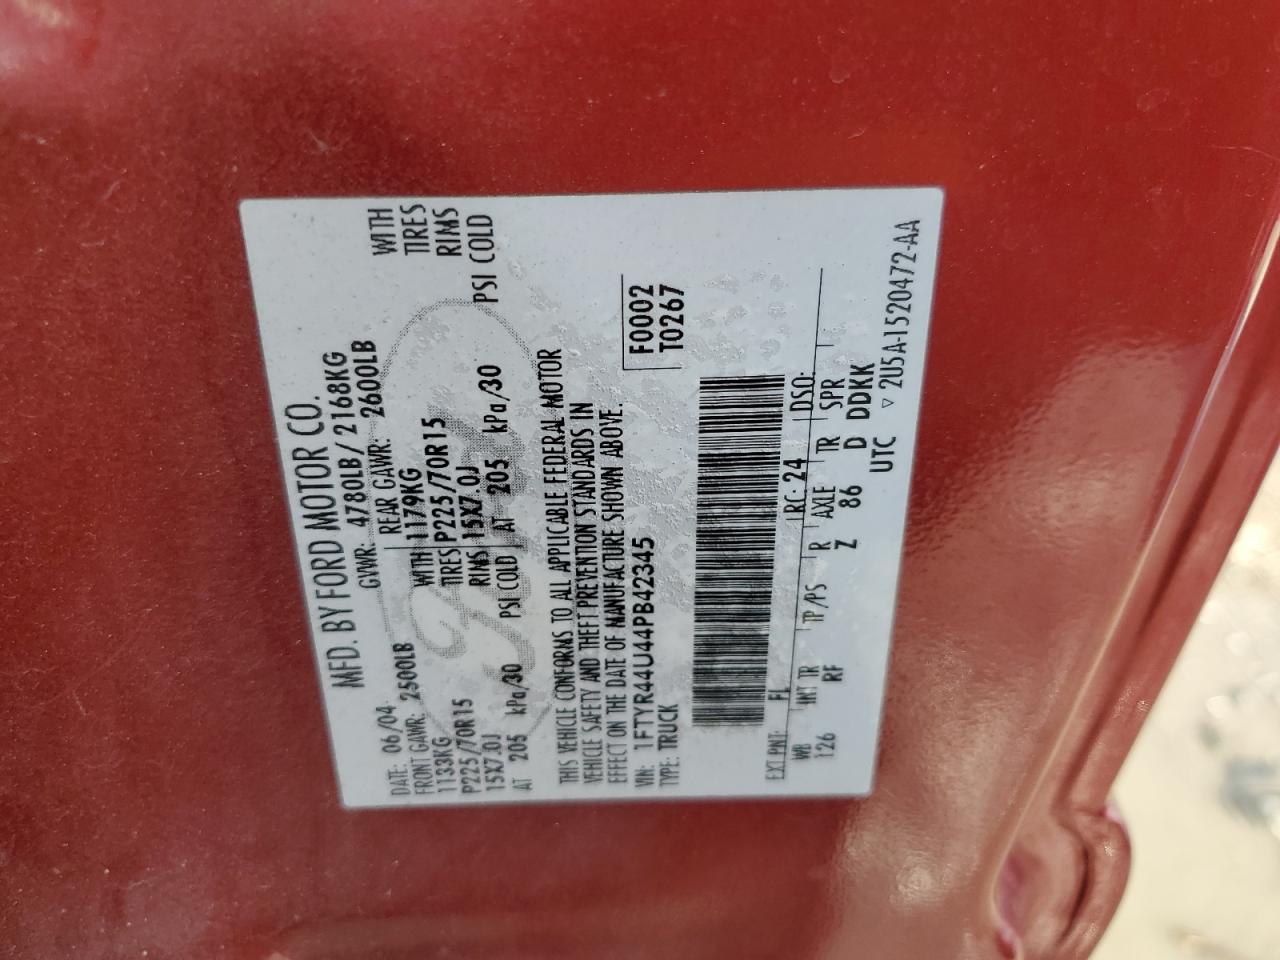 MFD. BY FORD MOTOR CO.
DATE: 06/04 GVWR: 4780LB/2168KG
FRONT GAWR: 2500LB REAR GAWR: 2600LB
1133KG WITH 1179KG WITH
P225/70R15 TIRES P225/70R15 TIRES
15X7.0J RIMS 15X7.0J RIMS
AT 205 kPa/30 PSI COLD AT 205 kPa/30 PSI COLD
THIS VEHICLE CONFORMS TO ALL APPLICABLE FEDERAL MOTOR
VEHICLE SAFETY AND THEFT PREVENTION STANDARDS IN
EFFECT ON THE DATE OF MANUFACTURE SHOWN ABOVE.
VIN: 1FTYR44U44PB42345 F0002
TYPE: TRUCK T0267
EXT PNT: FL RC: 24 DSO:
WB INT TR TP/PS R AXLE TR SPR
126 RF Z 86 D DDKK
UTC ▽ 2U5A-1520472-AA
Ford